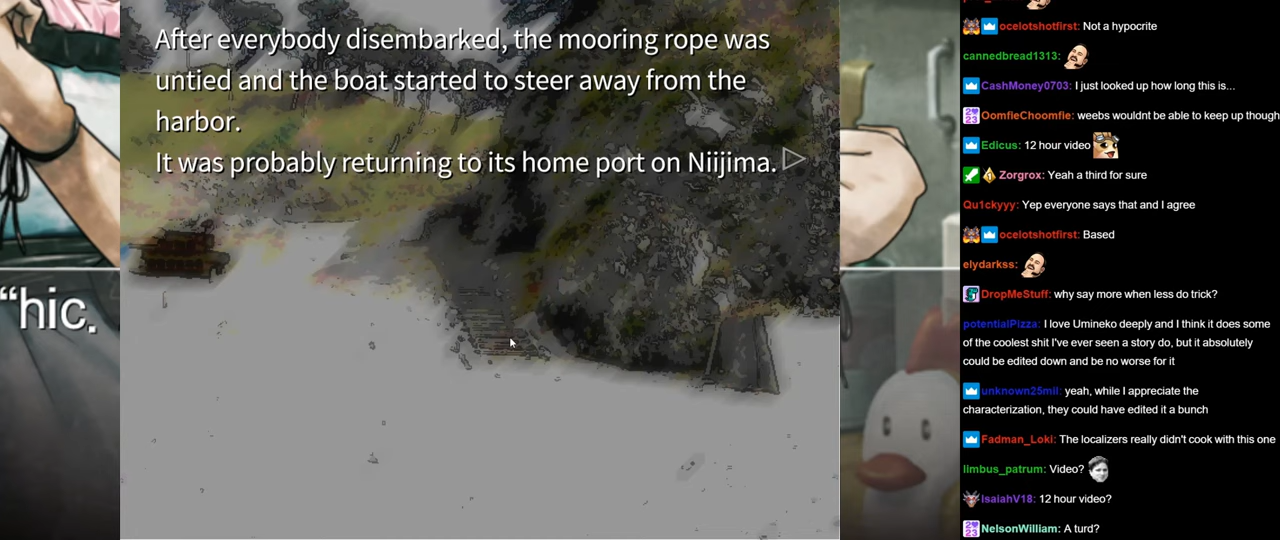 After everybody disembarked, the mooring rope was
untied and the boat started to steer away from the
harbor.
It was probably returning to its home port on Niijima.
“hic.
ocelotshotfirst: Not a hypocrite
cannedbread1313:
CashMoney0703: I just looked up how long this is...
OomfieChoomfie: weebs wouldnt be able to keep up though
Edicus: 12 hour video
Zorgrox: Yeah a third for sure
Qu1ckyyy: Yep everyone says that and I agree
ocelotshotfirst: Based
elydarkss:
DropMeStuff: why say more when less do trick?
potentialPizza: I love Umineko deeply and I think it does some
of the coolest shit I've ever seen a story do, but it absolutely
could be edited down and be no worse for it
unknown25mil: yeah, while I appreciate the
characterization, they could have edited it a bunch
Fadman_Loki: The localizers really didn't cook with this one
limbus_patrum: Video?
IsaiahV18: 12 hour video?
NelsonWilliam: A turd?